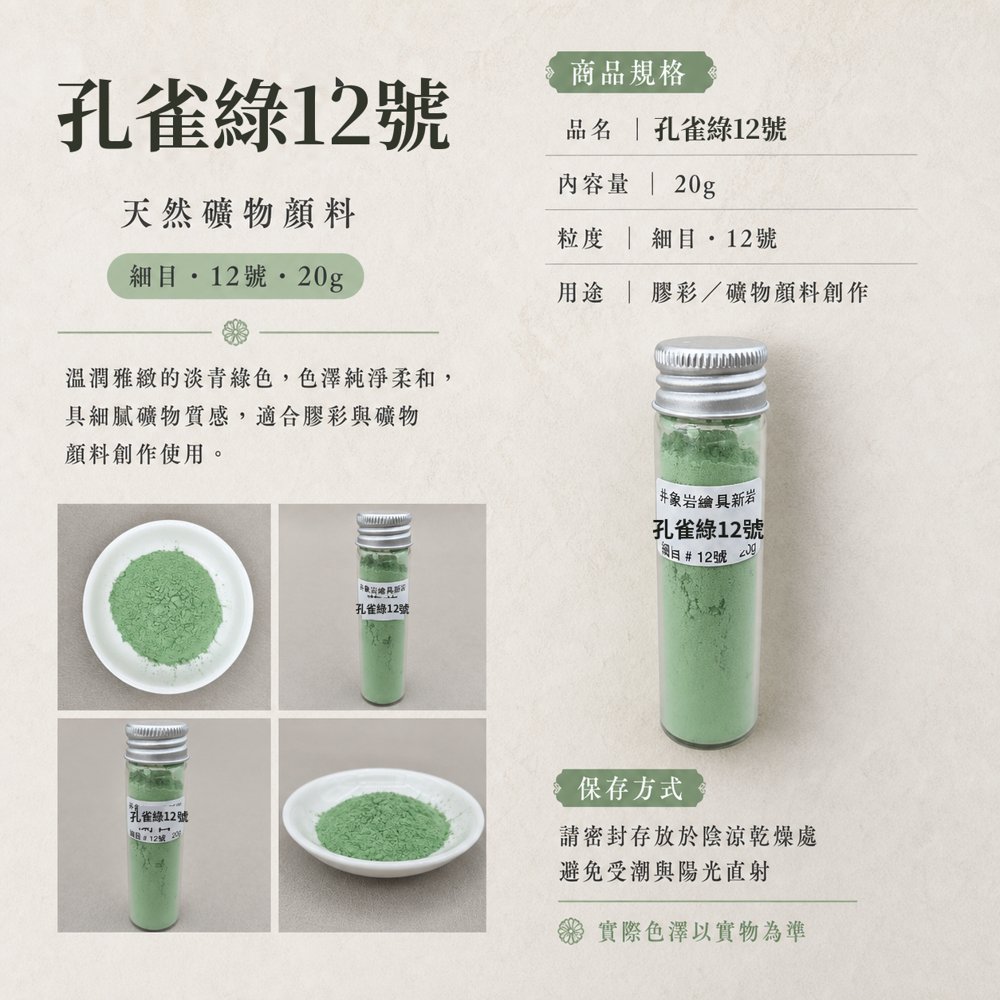 孔雀綠12號
天然礦物顔料
細目・12號・20g
溫潤雅緻的淡青綠色，色澤純淨柔和，
具細膩礦物質感，適合膠彩與礦物
顔料創作使用。
孔雀綠12號
孔雀綠12號
細目 # 12號 20g
商品規格
品名 ｜ 孔雀綠12號
內容量 ｜ 20g
粒度 ｜ 細目・12號
用途 ｜ 膠彩／礦物顔料創作
井象岩繪具新岩
孔雀綠12號
細目 # 12號 20g
保存方式
請密封存放於陰涼乾燥處
避免受潮與陽光直射
實際色澤以實物為準